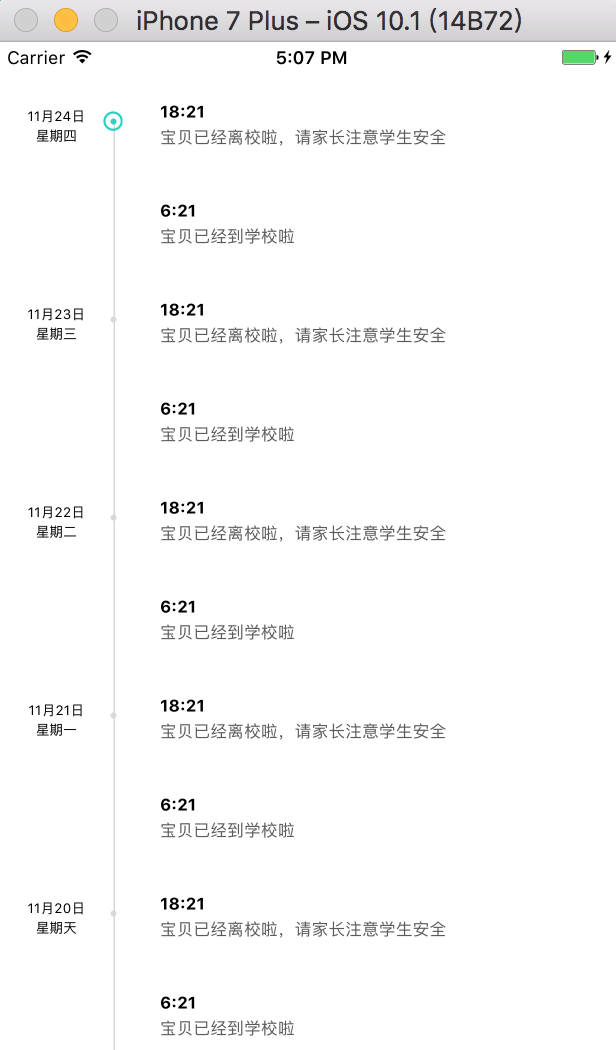 iPhone 7 Plus – iOS 10.1 (14B72)
Carrier 5:07 PM
11月24日
星期四
18:21
宝贝已经离校啦，请家长注意学生安全
6:21
宝贝已经到学校啦
11月23日
星期三
18:21
宝贝已经离校啦，请家长注意学生安全
6:21
宝贝已经到学校啦
11月22日
星期二
18:21
宝贝已经离校啦，请家长注意学生安全
6:21
宝贝已经到学校啦
11月21日
星期一
18:21
宝贝已经离校啦，请家长注意学生安全
6:21
宝贝已经到学校啦
11月20日
星期天
18:21
宝贝已经离校啦，请家长注意学生安全
6:21
宝贝已经到学校啦